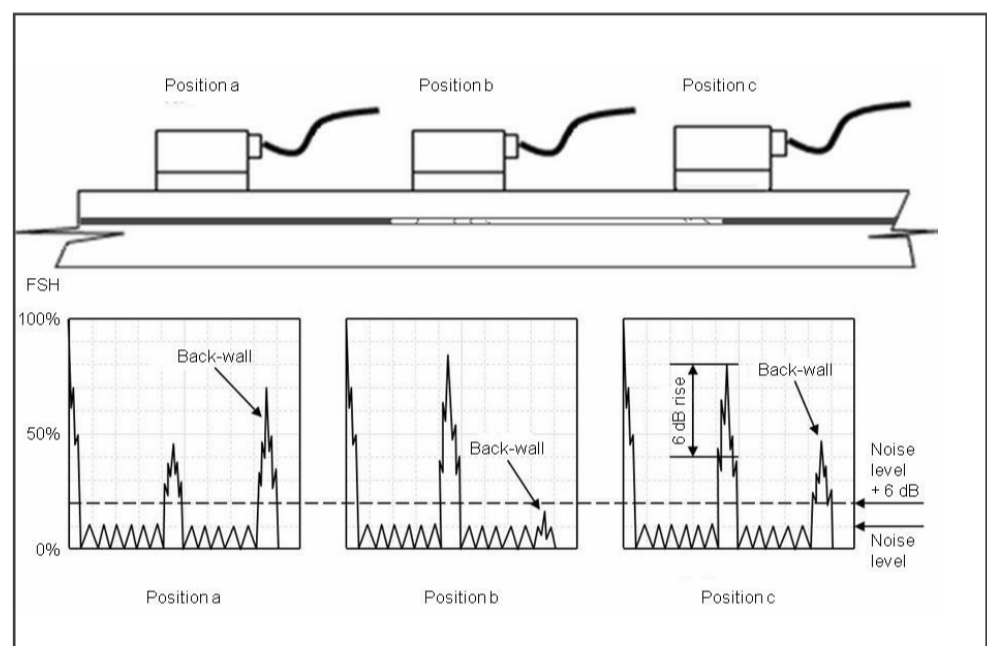 Position a
Position b
Position c
FSH
100%
50%
0%
Back-wall
Back-wall
6 dB rise
Back-wall
Noise
level
+ 6 dB
Noise
level
Position a
Position b
Position c